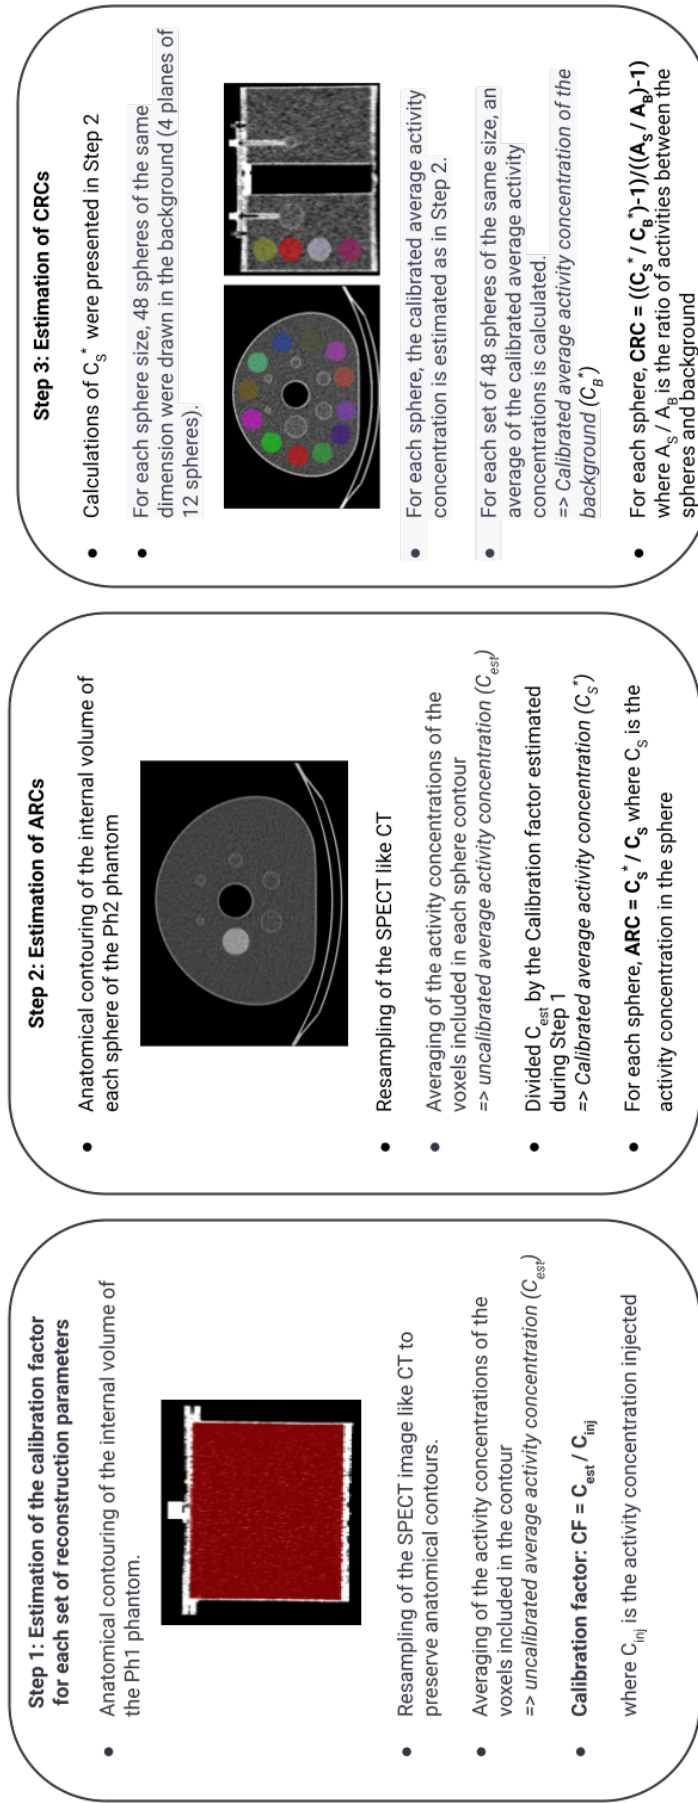 Step 1: Estimation of the calibration factor
for each set of reconstruction parameters
● Anatomical contouring of the internal volume of
the Ph1 phantom.
● Resampling of the SPECT image like CT to
preserve anatomical contours.
● Averaging of the activity concentrations of the
voxels included in the contour
=> uncalibrated average activity concentration (Cest)
● Calibration factor: CF = Cest / Cinj
where Cinj is the activity concentration injected
Step 2: Estimation of ARCs
● Anatomical contouring of the internal volume of
each sphere of the Ph2 phantom
● Resampling of the SPECT like CT
● Averaging of the activity concentrations of the
voxels included in each sphere contour
=> uncalibrated average activity concentration (Cest)
● Divided Cest by the Calibration factor estimated
during Step 1
=> Calibrated average activity concentration (CS*)
● For each sphere, ARC = CS* / CS where CS is the
activity concentration in the sphere
Step 3: Estimation of CRCs
● Calculations of CS* were presented in Step 2
● For each sphere size, 48 spheres of the same
dimension were drawn in the background (4 planes of
12 spheres).
● For each sphere, the calibrated average activity
concentration is estimated as in Step 2.
● For each set of 48 spheres of the same size, an
average of the calibrated average activity
concentrations is calculated.
=> Calibrated average activity concentration of the
background (CB*)
● For each sphere, CRC = ((CS* / CB*)-1)/((AS / AB)-1)
where AS / AB is the ratio of activities between the
spheres and background